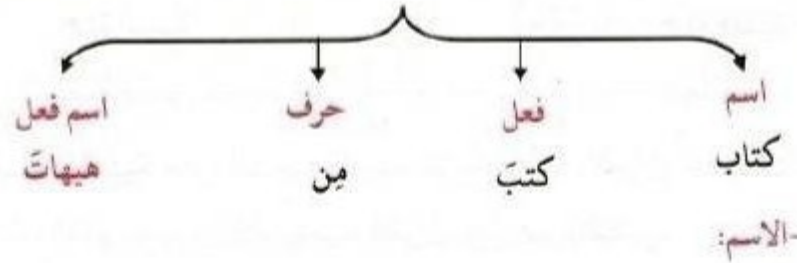 اسم فعل حرف اسم فعل
كتاب كتبَ مِن هيهاتَ
-الاسم: